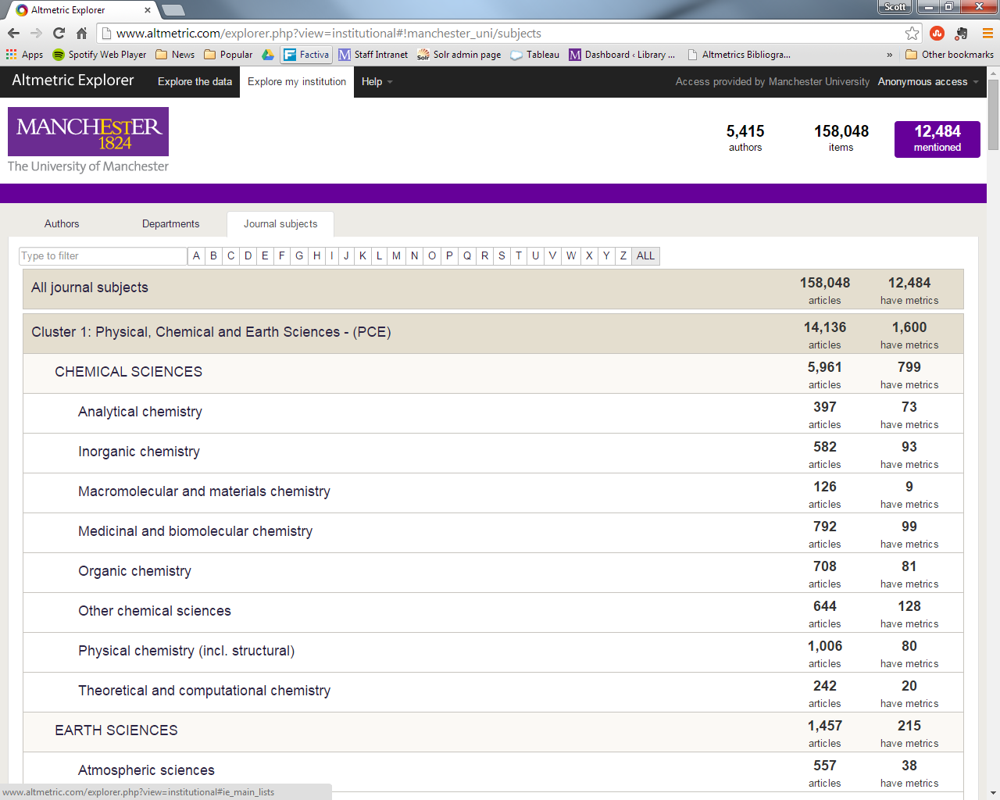 Altmetric Explorer
Scott
www.altmetric.com/explorer.php?view=institutional#!manchester_uni/subjects
Apps Spotify Web Player News Popular Factiva Staff Intranet Solr admin page Tableau Dashboard ‹ Library ... Altmetrics Bibliogra... » Other bookmarks
Altmetric Explorer Explore the data Explore my institution Help Access provided by Manchester University Anonymous access
MANCHESTER
1824
The University of Manchester
5,415 158,048 12,484
authors items mentioned
Authors Departments Journal subjects
Type to filter A B C D E F G H I J K L M N O P Q R S T U V W X Y Z ALL
All journal subjects 158,048 12,484
articles have metrics
Cluster 1: Physical, Chemical and Earth Sciences - (PCE) 14,136 1,600
articles have metrics
CHEMICAL SCIENCES 5,961 799
articles have metrics
Analytical chemistry 397 73
articles have metrics
Inorganic chemistry 582 93
articles have metrics
Macromolecular and materials chemistry 126 9
articles have metrics
Medicinal and biomolecular chemistry 792 99
articles have metrics
Organic chemistry 708 81
articles have metrics
Other chemical sciences 644 128
articles have metrics
Physical chemistry (incl. structural) 1,006 80
articles have metrics
Theoretical and computational chemistry 242 20
articles have metrics
EARTH SCIENCES 1,457 215
articles have metrics
Atmospheric sciences 557 38
articles have metrics
www.altmetric.com/explorer.php?view=institutional#ie_main_lists